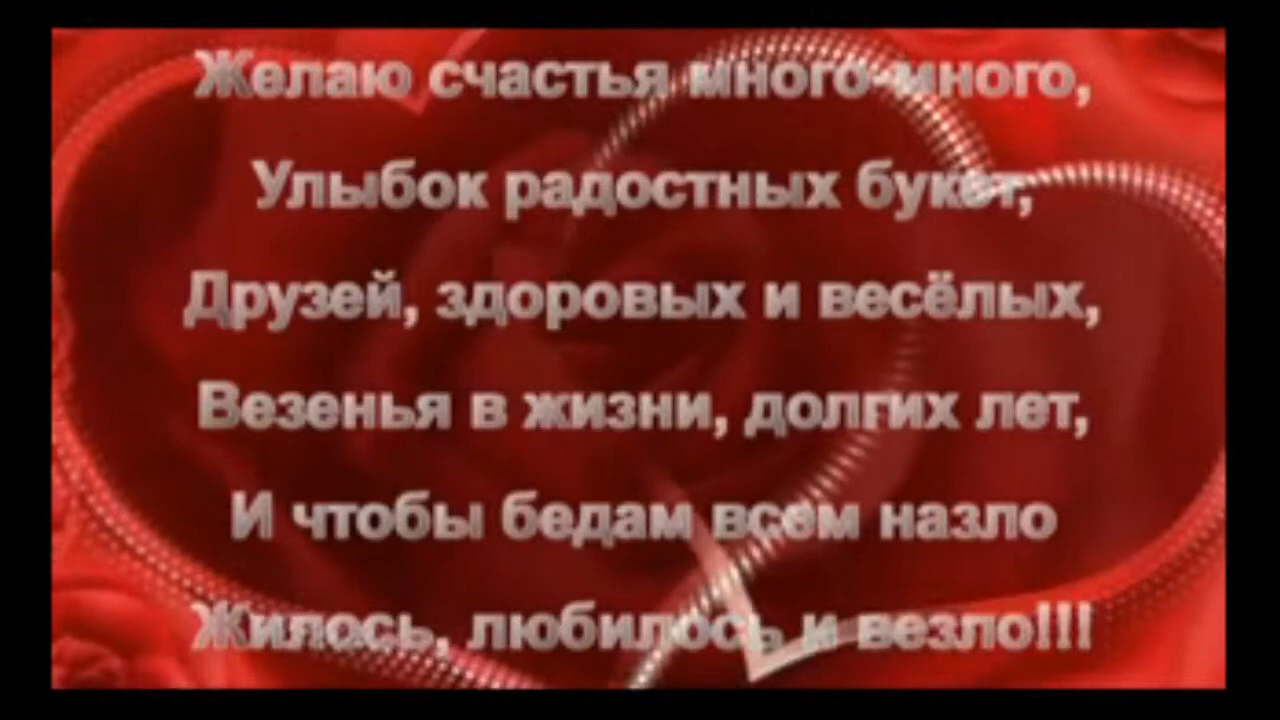 Желаю счастья много-много,
Улыбок радостных букет,
Друзей, здоровых и весёлых,
Везенья в жизни, долгих лет,
И чтобы бедам всем назло
Жилось, любилось и везло!!!